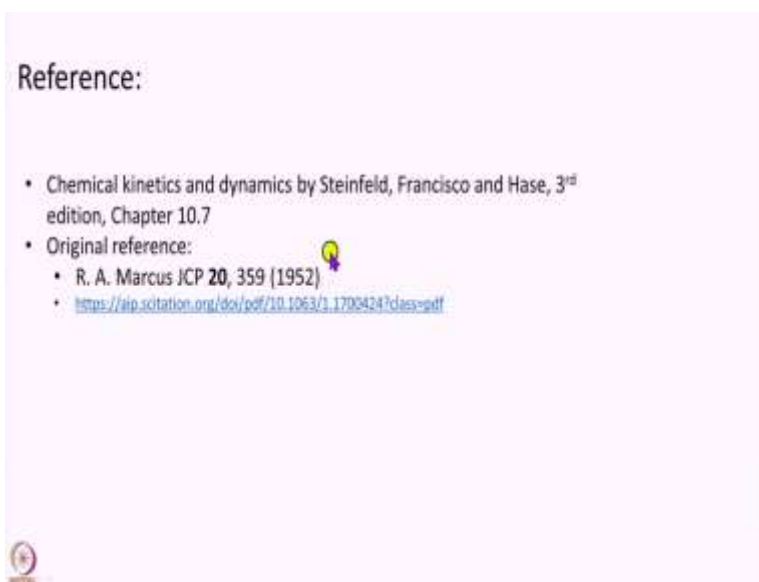 Reference:
• Chemical kinetics and dynamics by Steinfeld, Francisco and Hase, 3rd
edition, Chapter 10.7
• Original reference:
• R. A. Marcus JCP 20, 359 (1952)
• https://aip.scitation.org/doi/pdf/10.1063/1.1700424?class=pdf